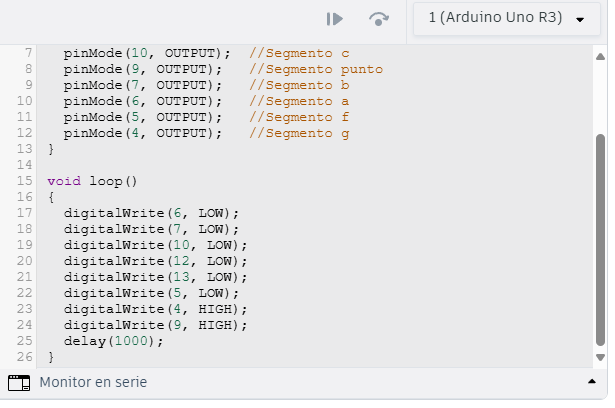 1 (Arduino Uno R3)
7 pinMode(10, OUTPUT); //Segmento c
8 pinMode(9, OUTPUT); //Segmento punto
9 pinMode(7, OUTPUT); //Segmento b
10 pinMode(6, OUTPUT); //Segmento a
11 pinMode(5, OUTPUT); //Segmento f
12 pinMode(4, OUTPUT); //Segmento g
13 }
14
15 void loop()
16 {
17 digitalWrite(6, LOW);
18 digitalWrite(7, LOW);
19 digitalWrite(10, LOW);
20 digitalWrite(12, LOW);
21 digitalWrite(13, LOW);
22 digitalWrite(5, LOW);
23 digitalWrite(4, HIGH);
24 digitalWrite(9, HIGH);
25 delay(1000);
26 }
Monitor en serie